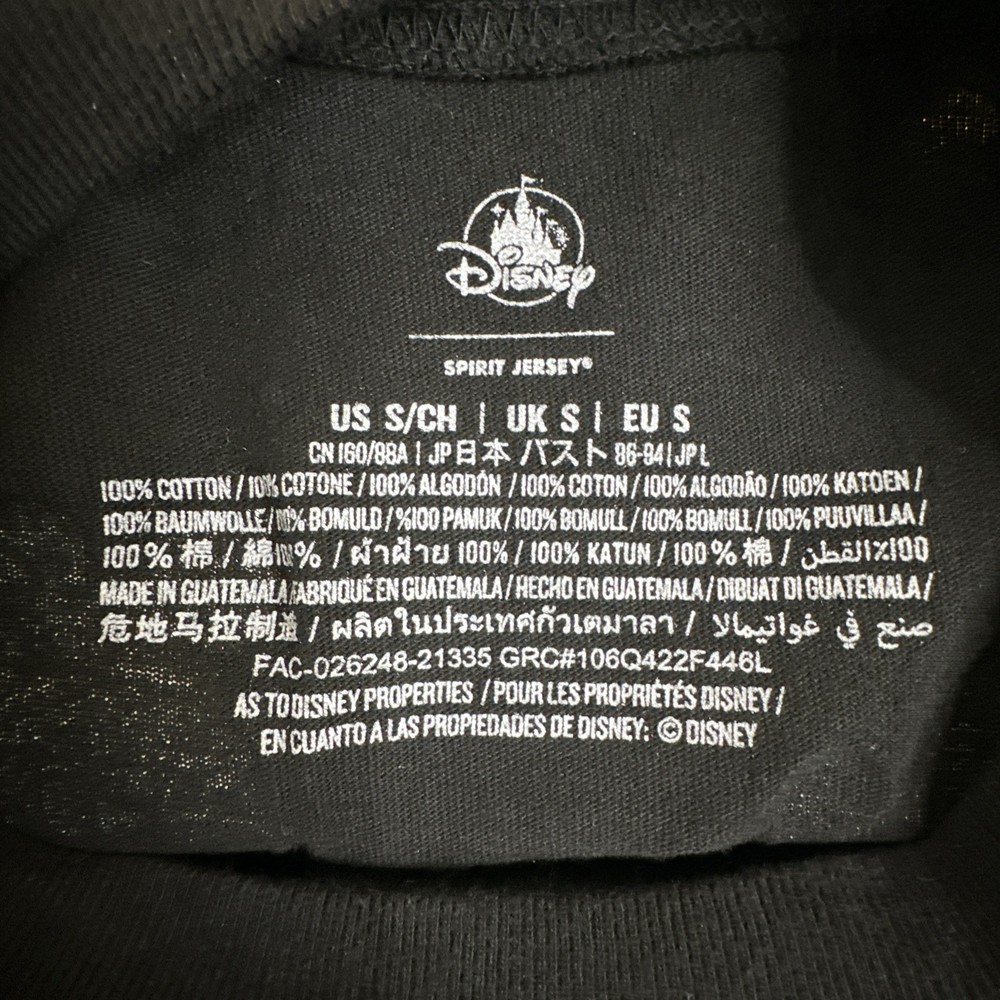 Disney
SPIRIT JERSEY®
US S/CH | UK S | EU S
CN 160/88A | JP日本 バスト 86-94 | JP L
100% COTTON / 100% COTONE / 100% ALGODÓN / 100% COTON / 100% ALGODÃO / 100% KATOEN /
100% BAUMWOLLE / 100% BOMULD / %100 PAMUK / 100% BOMULL / 100% BOMULL / 100% PUUVILLAA /
100% 棉 / 綿100% / ผ้าฝ้าย 100% / 100% KATUN / 100% 棉 / القطن٪100
MADE IN GUATEMALA/FABRIQUÉ EN GUATEMALA / HECHO EN GUATEMALA / DIBUAT DI GUATEMALA /
危地马拉制造 / ผลิตในประเทศกัวเตมาลา / صنع في غواتيمالا
FAC-026248-21335 GRC#106Q422F446L
AS TO DISNEY PROPERTIES / POUR LES PROPRIÉTÉS DISNEY /
EN CUANTO A LAS PROPIEDADES DE DISNEY: © DISNEY